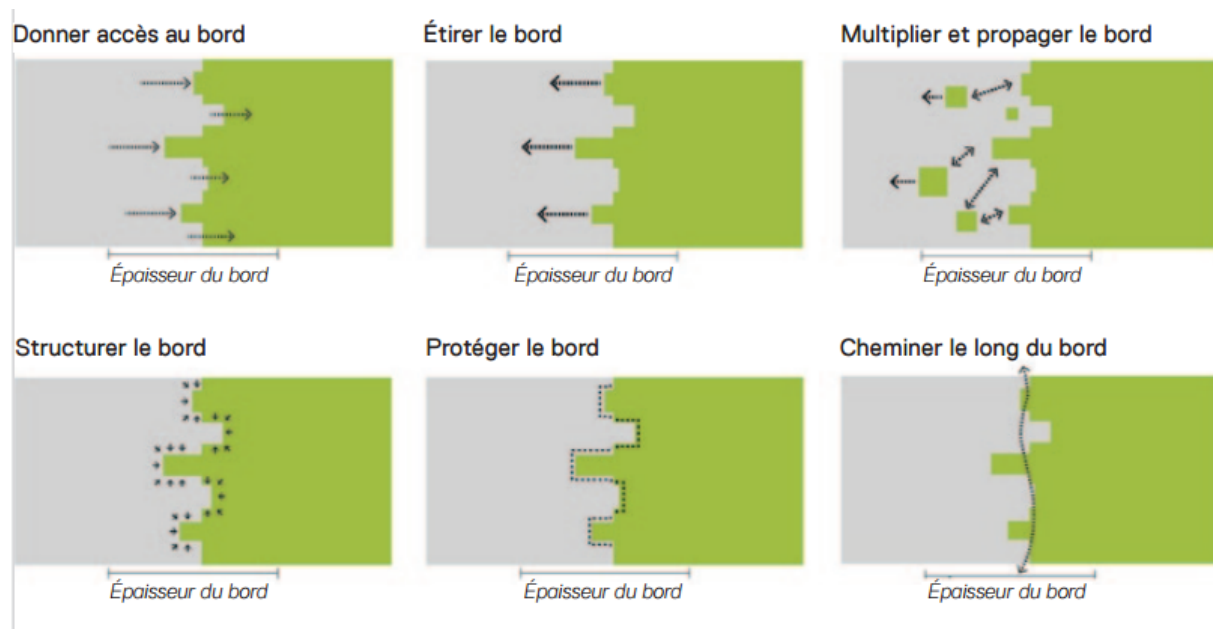 Donner accès au bord
Étirer le bord
Multiplier et propager le bord
Épaisseur du bord
Épaisseur du bord
Épaisseur du bord
Structurer le bord
Protéger le bord
Cheminer le long du bord
Épaisseur du bord
Épaisseur du bord
Épaisseur du bord